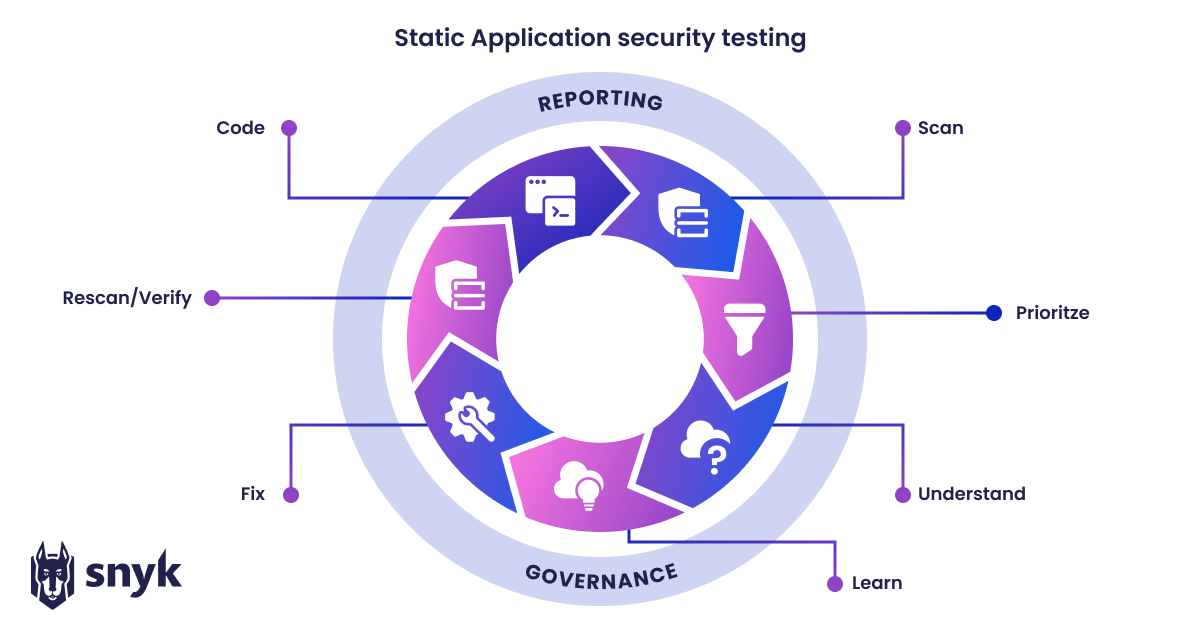 Static Application security testing
REPORTING
Code
Scan
Rescan/Verify
Prioritze
Fix
Understand
Learn
GOVERNANCE
snyk